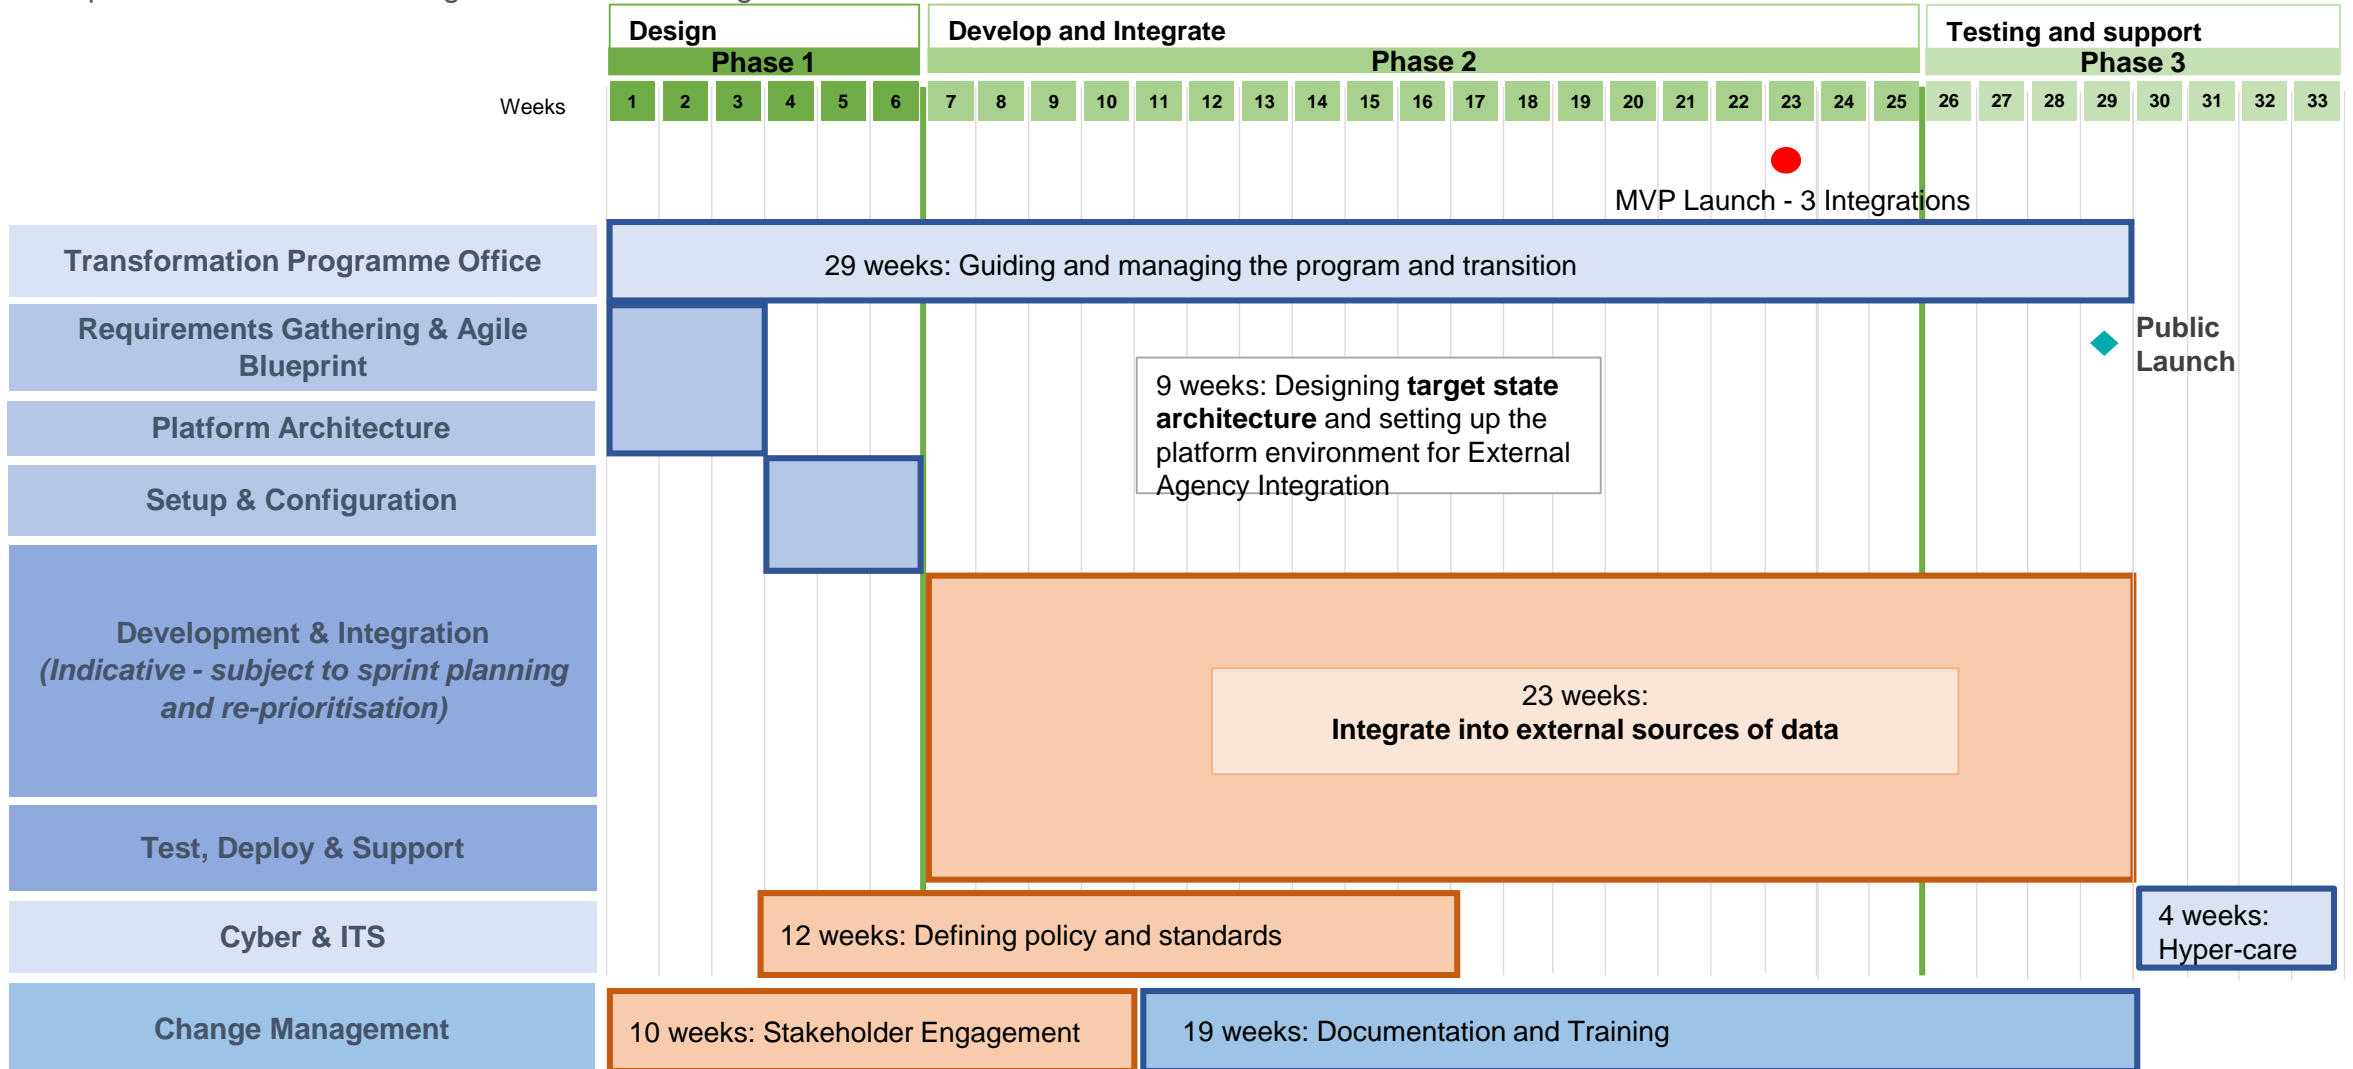 Design
Develop and Integrate
Testing and support
Phase 1
Phase 2
Phase 3
Weeks
1 2 3 4 5 6 7 8 9 10 11 12 13 14 15 16 17 18 19 20 21 22 23 24 25 26 27 28 29 30 31 32 33
MVP Launch - 3 Integrations
Transformation Programme Office
29 weeks: Guiding and managing the program and transition
Requirements Gathering & Agile
Blueprint
Public
Launch
9 weeks: Designing target state
architecture and setting up the
platform environment for External
Agency Integration
Platform Architecture
Setup & Configuration
Development & Integration
(Indicative - subject to sprint planning
and re-prioritisation)
23 weeks:
Integrate into external sources of data
Test, Deploy & Support
Cyber & ITS
12 weeks: Defining policy and standards
4 weeks:
Hyper-care
Change Management
10 weeks: Stakeholder Engagement
19 weeks: Documentation and Training